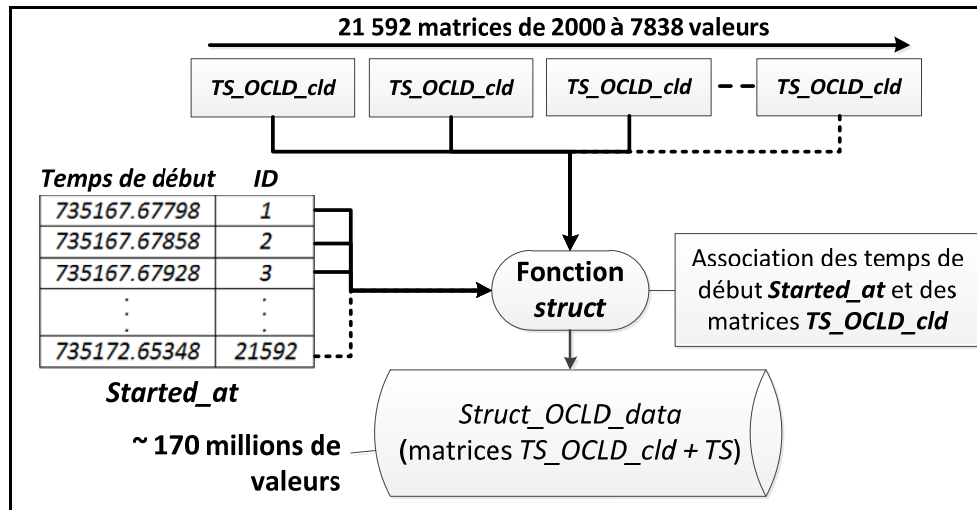 21 592 matrices de 2000 à 7838 valeurs
TS_OCLD_cld TS_OCLD_cld TS_OCLD_cld TS_OCLD_cld
Temps de début ID
735167.67798 1
735167.67858 2
735167.67928 3
: :
: :
735172.65348 21592
Started_at
Fonction
struct
Association des temps de
début Started_at et des
matrices TS_OCLD_cld
Struct_OCLD_data
(matrices TS_OCLD_cld + TS)
~ 170 millions de
valeurs